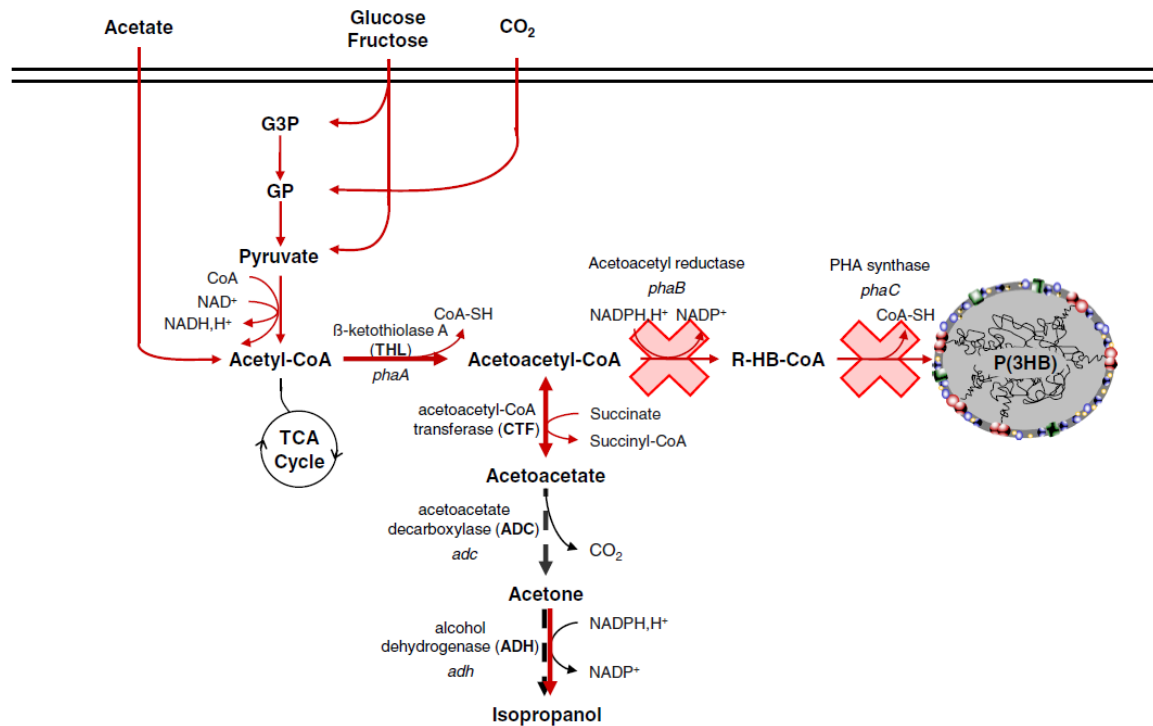 Acetate
Glucose
Fructose
CO2
G3P
GP
Pyruvate
CoA
NAD+
NADH,H+
Acetyl-CoA
ß-ketothiolase A
(THL)
phaA
CoA-SH
Acetoacetyl-CoA
Acetoacetyl reductase
phaB
NADPH,H+ NADP+
R-HB-CoA
PHA synthase
phaC
CoA-SH
P(3HB)
TCA
Cycle
acetoacetyl-CoA
transferase (CTF)
Succinate
Succinyl-CoA
Acetoacetate
acetoacetate
decarboxylase (ADC)
adc
CO2
Acetone
alcohol
dehydrogenase (ADH)
adh
NADPH,H+
NADP+
Isopropanol